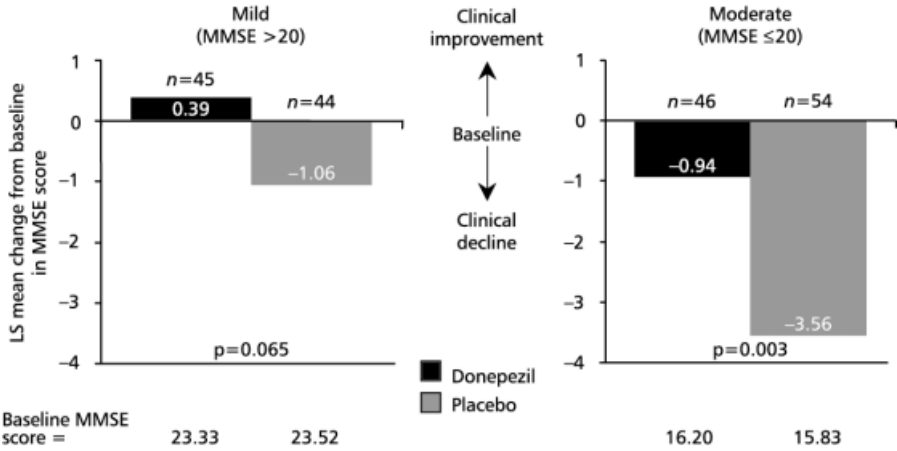 Mild
(MMSE >20)
Clinical
improvement
Moderate
(MMSE ≤20)
LS mean change from baseline
in MMSE score
1
0
–1
–2
–3
–4
n=45
0.39
n=44
–1.06
p=0.065
Baseline
Clinical
decline
1
0
–1
–2
–3
–4
n=46
n=54
–0.94
–3.56
p=0.003
Donepezil
Placebo
Baseline MMSE
score = 23.33 23.52 16.20 15.83